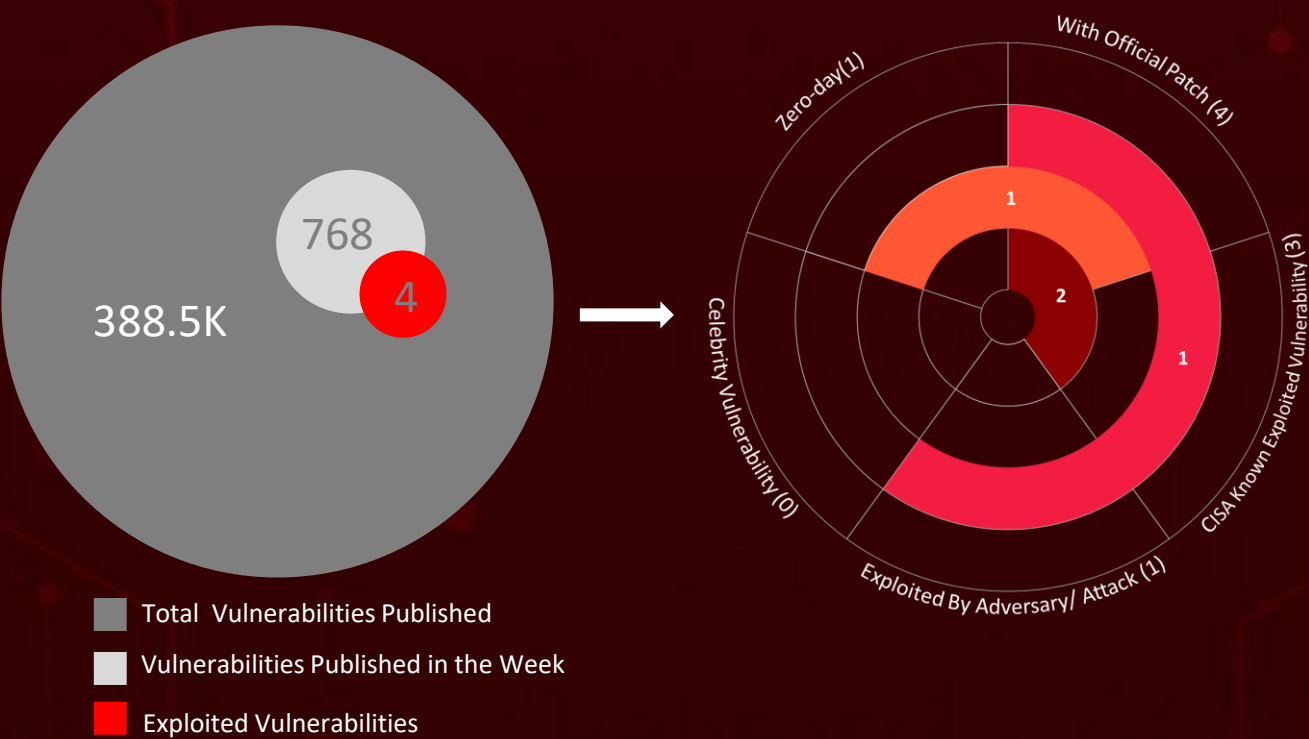 388.5K
768
4
Total Vulnerabilities Published
Vulnerabilities Published in the Week
Exploited Vulnerabilities
Zero-day(1)
With Official Patch (4)
CISA Known Exploited Vulnerability (3)
Exploited By Adversary/ Attack (1)
Celebrity Vulnerability (0)
1
2
1